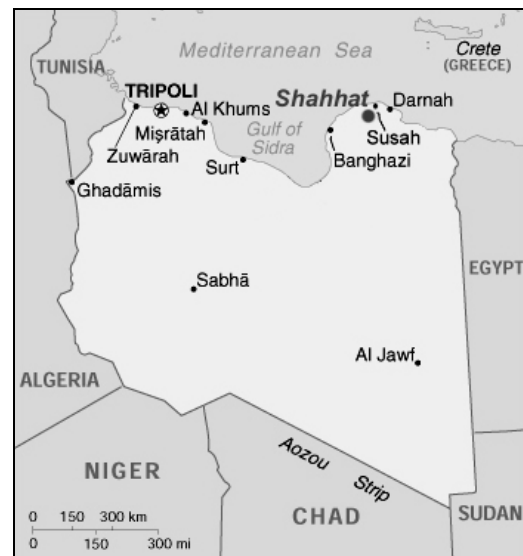 Mediterranean Sea
Crete
(GREECE)
TUNISIA
TRIPOLI
Al Khums
Shahhat
Darnah
Mişrātah
Gulf of
Sidra
Susah
Zuwārah
Surt
Banghazi
Ghadāmis
EGYPT
Sabhā
Al Jawf
ALGERIA
Aozou
Strip
NIGER
CHAD
SUDAN
0 150 300 km
0 150 300 mi